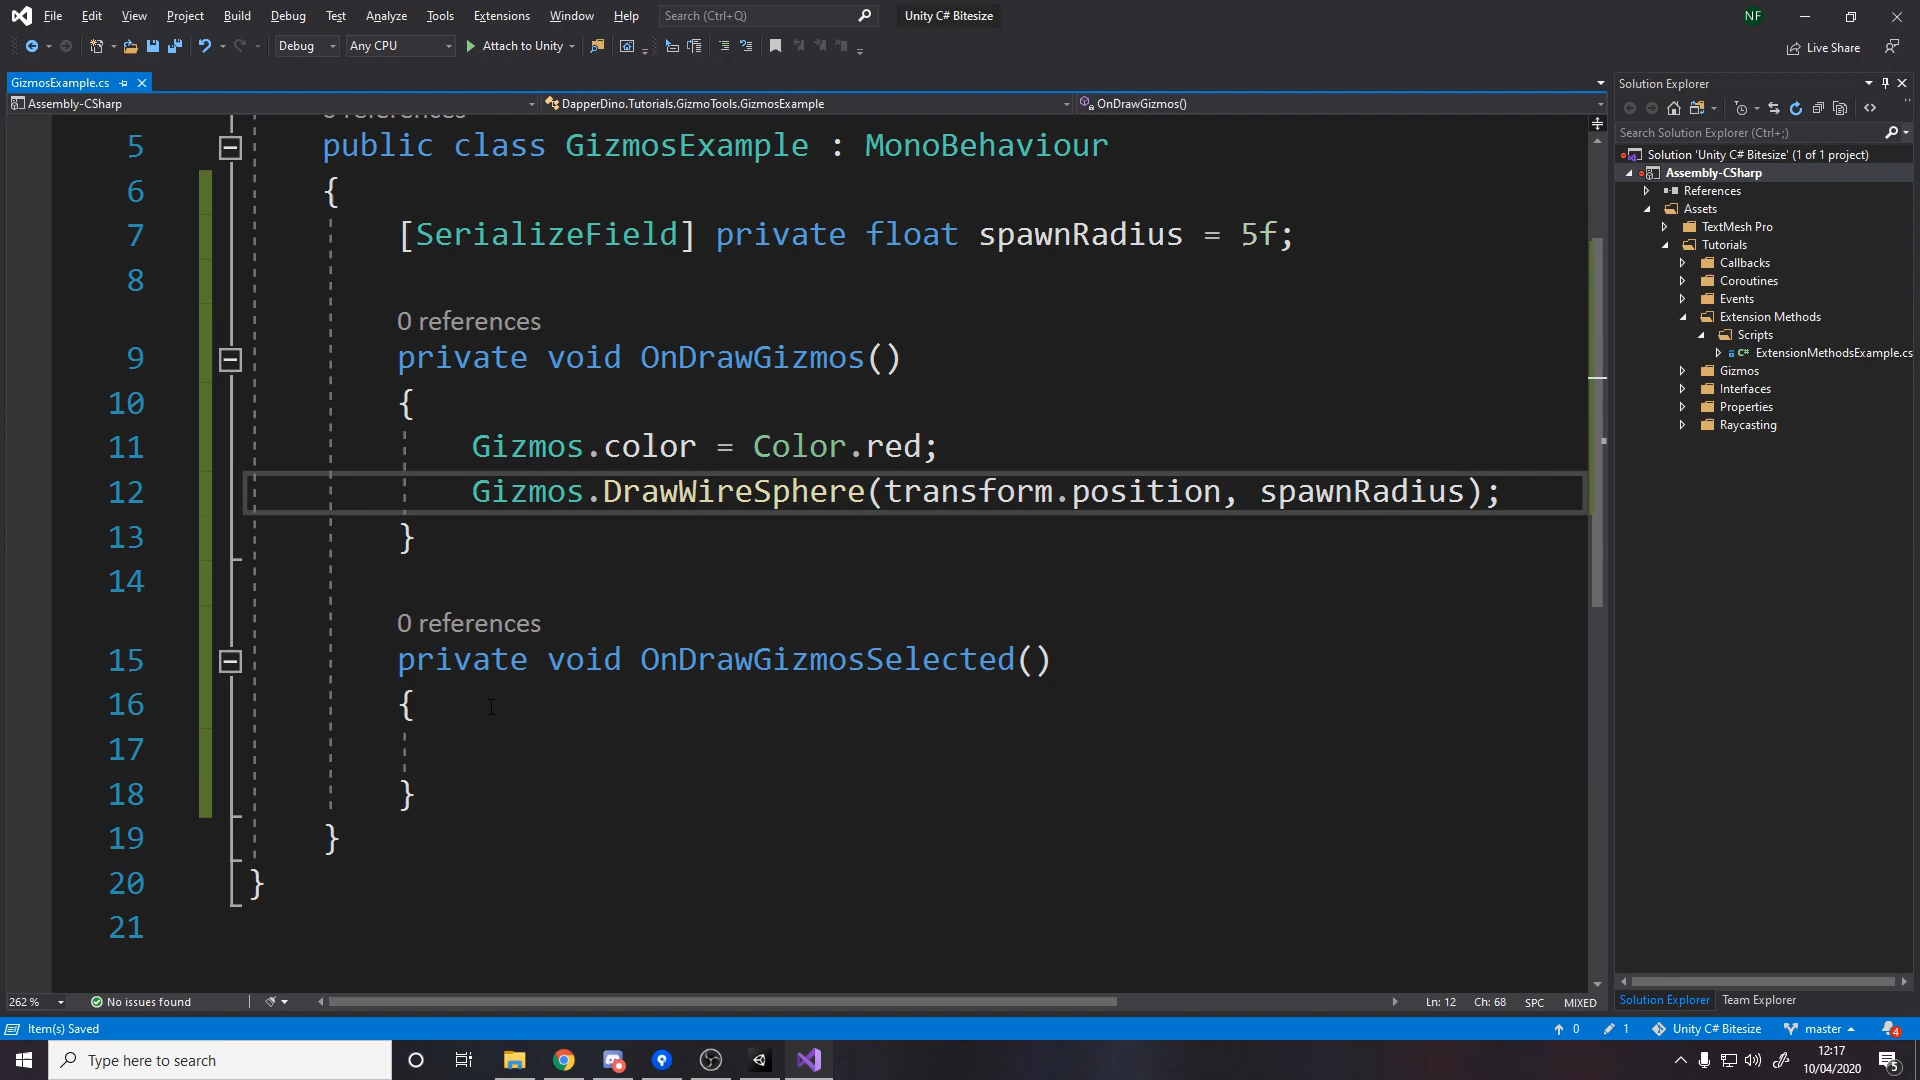 File Edit View Project Build Debug Test Analyze Tools Extensions Window Help Search (Ctrl+Q) Unity C# Bitesize NF
Debug Any CPU Attach to Unity Live Share
GizmosExample.cs
Assembly-CSharp DapperDino.Tutorials.GizmoTools.GizmosExample OnDrawGizmos()
5 public class GizmosExample : MonoBehaviour
6 {
7 [SerializeField] private float spawnRadius = 5f;
8
0 references
9 private void OnDrawGizmos()
10 {
11 Gizmos.color = Color.red;
12 Gizmos.DrawWireSphere(transform.position, spawnRadius);
13 }
14
0 references
15 private void OnDrawGizmosSelected()
16 {
17
18 }
19 }
20 }
21
262 % No issues found Ln: 12 Ch: 68 SPC MIXED
Solution Explorer
Search Solution Explorer (Ctrl+;)
Solution 'Unity C# Bitesize' (1 of 1 project)
Assembly-CSharp
References
Assets
TextMesh Pro
Tutorials
Callbacks
Coroutines
Events
Extension Methods
Scripts
C# ExtensionMethodsExample.cs
Gizmos
Interfaces
Properties
Raycasting
Solution Explorer Team Explorer
Item(s) Saved 0 1 Unity C# Bitesize master 4
Type here to search
12:17
10/04/2020
5